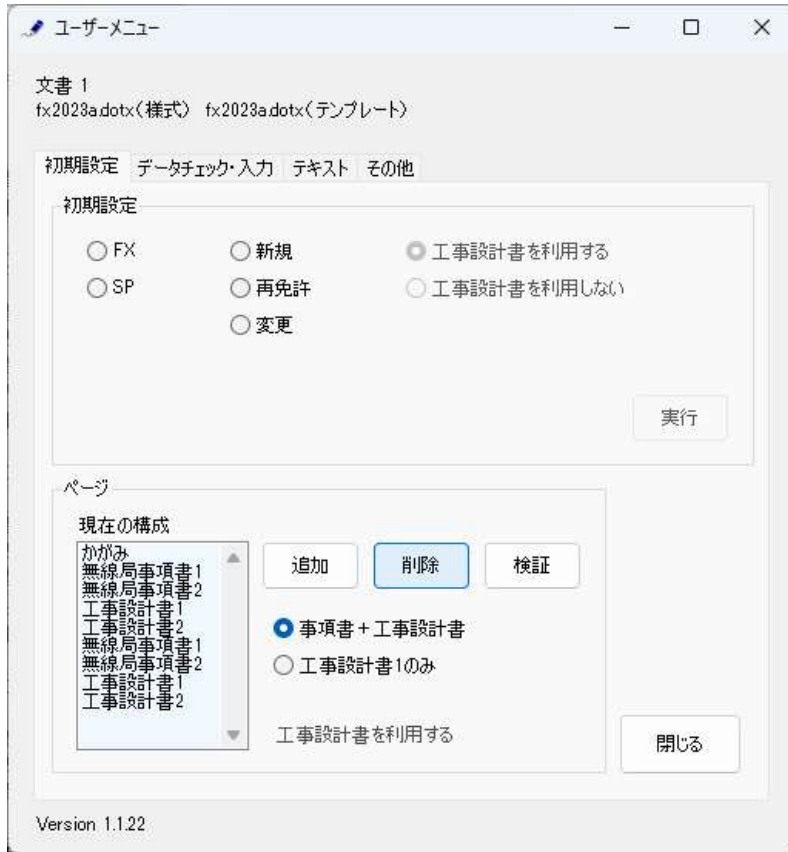 ユーザーメニュー
文書 1
fx2023a.dotx(様式) fx2023a.dotx(テンプレート)
初期設定 データチェック・入力 テキスト その他
初期設定
FX 新規 工事設計書を利用する
SP 再免許 工事設計書を利用しない
変更
実行
ページ
現在の構成
かがみ
無線局事項書1
無線局事項書2
工事設計書1
工事設計書2
無線局事項書1
無線局事項書2
工事設計書1
工事設計書2
追加 削除 検証
事項書+工事設計書
工事設計書1のみ
工事設計書を利用する
閉じる
Version 1.1.22